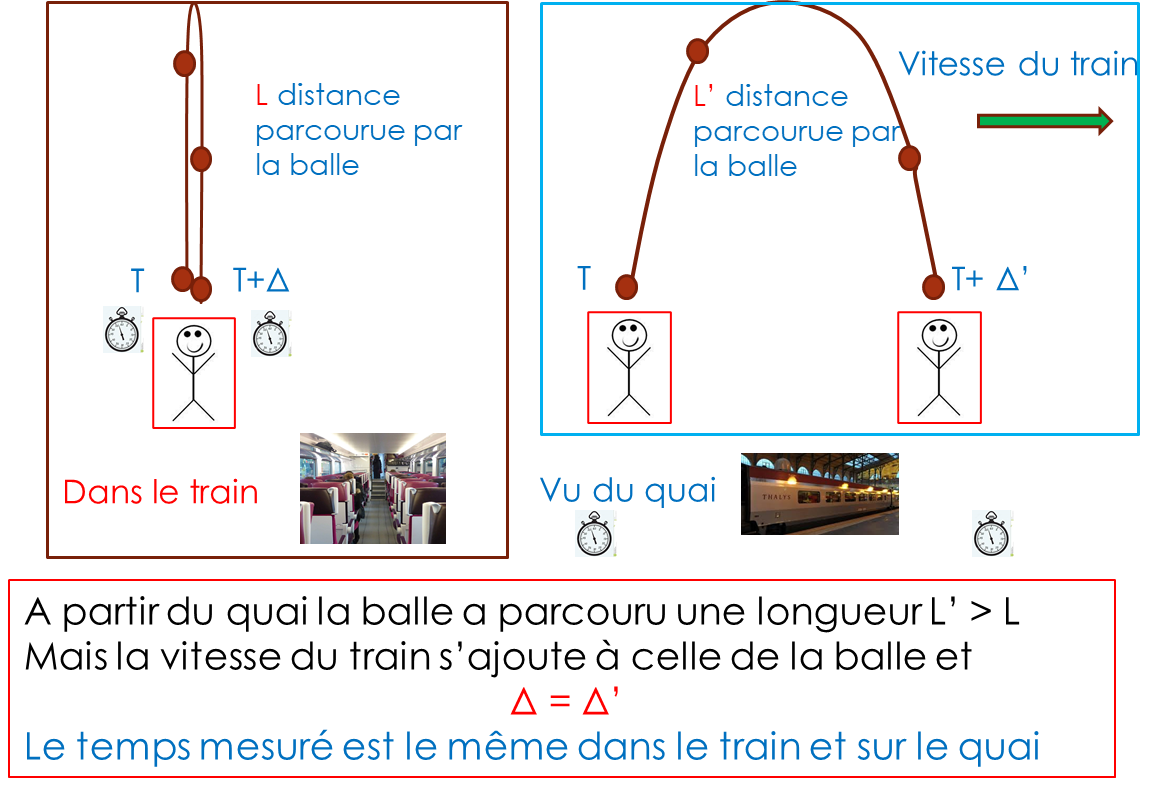 L distance
parcourue par
la balle
T
T+Δ
Dans le train
Vitesse du train
L’ distance
parcourue par
la balle
T
T+ Δ’
Vu du quai
THALYS
A partir du quai la balle a parcouru une longueur L’ > L
Mais la vitesse du train s’ajoute à celle de la balle et
Δ = Δ’
Le temps mesuré est le même dans le train et sur le quai